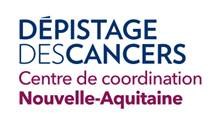 DÉPISTAGE
DESCANCERS
Centre de coordination
Nouvelle-Aquitaine